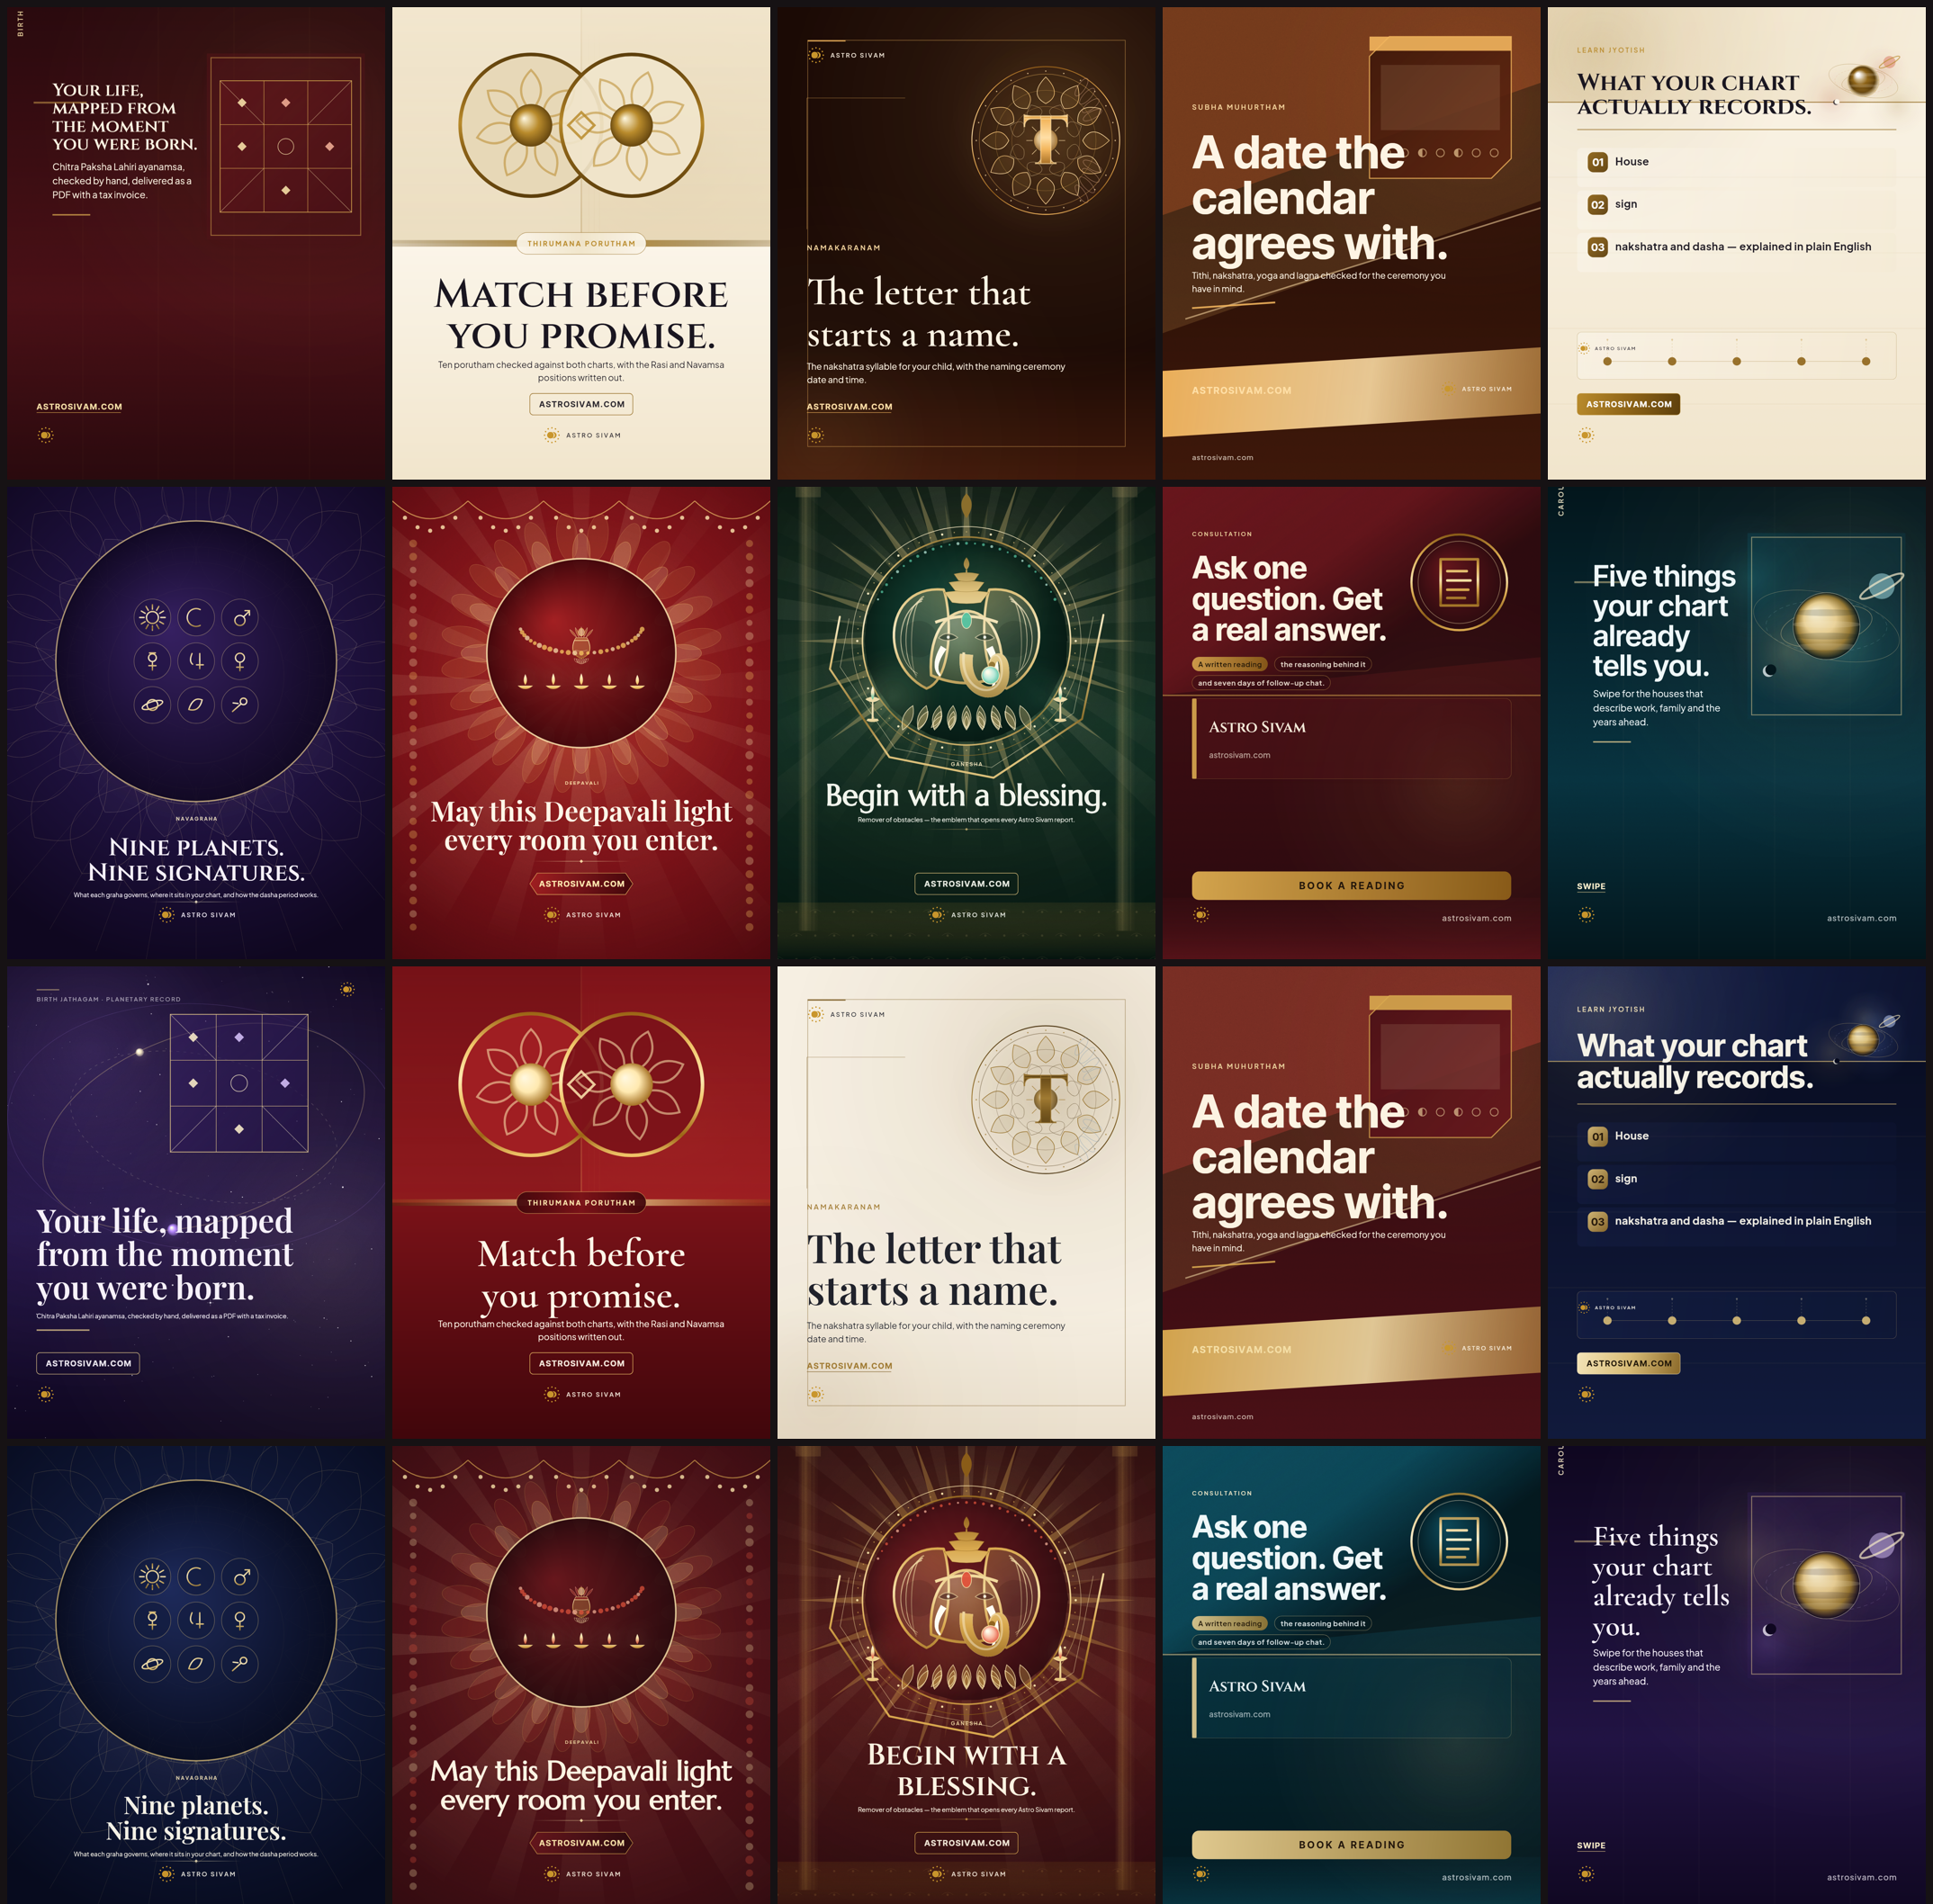 BIRTH
YOUR LIFE,
MAPPED FROM
THE MOMENT
YOU WERE BORN.
Chitra Paksha Lahiri ayanamsa,
checked by hand, delivered as a
PDF with a tax invoice.
ASTROSIVAM.COM
THIRUMANA PORUTHAM
MATCH BEFORE
YOU PROMISE.
Ten porutham checked against both charts, with the Rasi and Navamsa
positions written out.
ASTROSIVAM.COM
ASTRO SIVAM
ASTRO SIVAM
T
NAMAKARANAM
The letter that
starts a name.
The nakshatra syllable for your child, with the naming ceremony
date and time.
ASTROSIVAM.COM
SUBHA MUHURTHAM
A date the
calendar
agrees with.
Tithi, nakshatra, yoga and lagna checked for the ceremony you
have in mind.
ASTROSIVAM.COM
ASTRO SIVAM
astrosivam.com
LEARN JYOTISH
WHAT YOUR CHART
ACTUALLY RECORDS.
01 House
02 sign
03 nakshatra and dasha — explained in plain English
ASTRO SIVAM
ASTROSIVAM.COM
NAVAGRAHA
NINE PLANETS.
NINE SIGNATURES.
What each graha governs, where it sits in your chart, and how the dasha period works.
ASTRO SIVAM
DEEPAVALI
May this Deepavali light
every room you enter.
ASTROSIVAM.COM
ASTRO SIVAM
GANESHA
Begin with a blessing.
Remover of obstacles — the emblem that opens every Astro Sivam report.
ASTROSIVAM.COM
ASTRO SIVAM
CONSULTATION
Ask one
question. Get
a real answer.
A written reading
the reasoning behind it
and seven days of follow-up chat.
ASTRO SIVAM
astrosivam.com
BOOK A READING
astrosivam.com
Five things
your chart
already
tells you.
Swipe for the houses that
describe work, family and the
years ahead.
SWIPE
astrosivam.com
BIRTH JATHAGAM · PLANETARY RECORD
Your life, mapped
from the moment
you were born.
Chitra Paksha Lahiri ayanamsa, checked by hand, delivered as a PDF with a tax invoice.
ASTROSIVAM.COM
THIRUMANA PORUTHAM
Match before
you promise.
Ten porutham checked against both charts, with the Rasi and Navamsa
positions written out.
ASTROSIVAM.COM
ASTRO SIVAM
ASTRO SIVAM
T
NAMAKARANAM
The letter that
starts a name.
The nakshatra syllable for your child, with the naming ceremony
date and time.
ASTROSIVAM.COM
SUBHA MUHURTHAM
A date the
calendar
agrees with.
Tithi, nakshatra, yoga and lagna checked for the ceremony you
have in mind.
ASTROSIVAM.COM
ASTRO SIVAM
astrosivam.com
LEARN JYOTISH
What your chart
actually records.
01 House
02 sign
03 nakshatra and dasha — explained in plain English
ASTRO SIVAM
ASTROSIVAM.COM
NAVAGRAHA
Nine planets.
Nine signatures.
What each graha governs, where it sits in your chart, and how the dasha period works.
ASTRO SIVAM
DEEPAVALI
May this Deepavali light
every room you enter.
ASTROSIVAM.COM
ASTRO SIVAM
GANESHA
BEGIN WITH A
BLESSING.
Remover of obstacles — the emblem that opens every Astro Sivam report.
ASTROSIVAM.COM
ASTRO SIVAM
CONSULTATION
Ask one
question. Get
a real answer.
A written reading
the reasoning behind it
and seven days of follow-up chat.
ASTRO SIVAM
astrosivam.com
BOOK A READING
astrosivam.com
Five things
your chart
already tells
you.
Swipe for the houses that
describe work, family and the
years ahead.
SWIPE
astrosivam.com